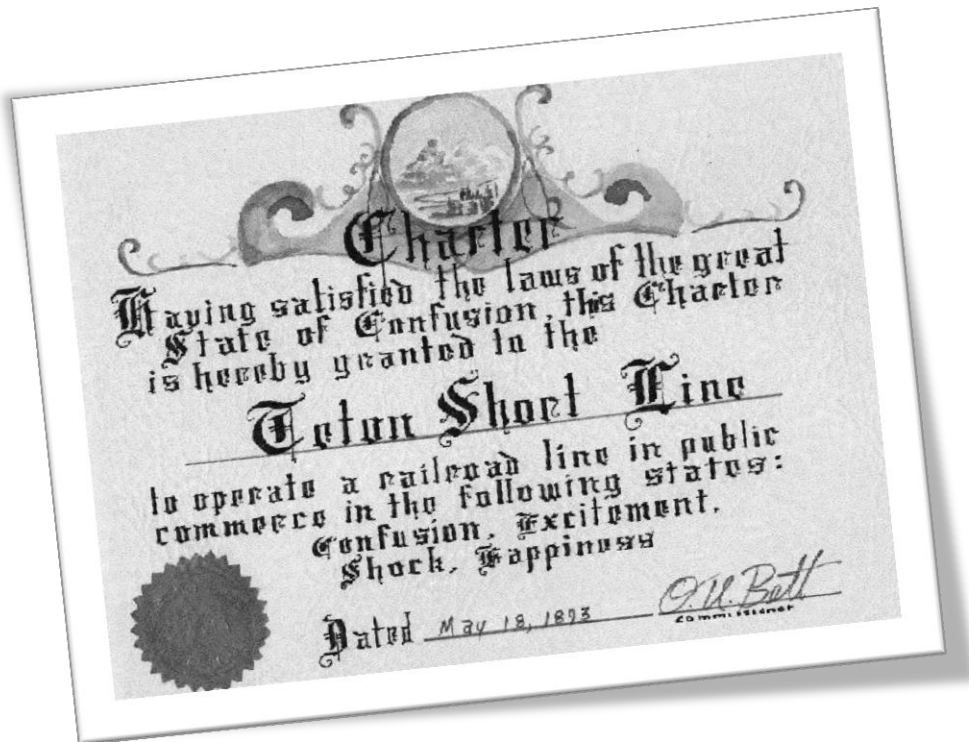 Charter
Having satisfied the laws of the great
State of Confusion, this Charter
is hereby granted to the
Teton Short Line
to operate a railroad line in public
commerce in the following states:
Confusion, Excitement,
Shock, Happiness
Dated May 18, 1893 O.U. Batt
Commissioner